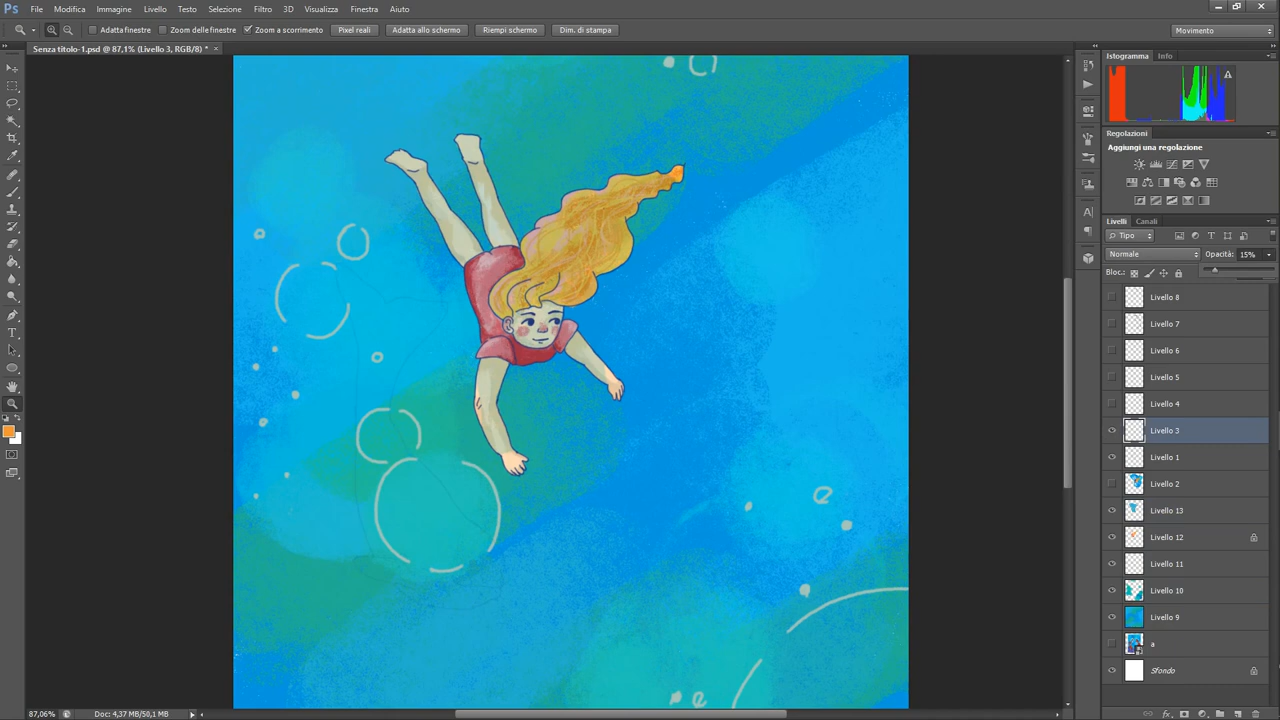 Ps File Modifica Immagine Livello Testo Selezione Filtro 3D Visualizza Finestra Aiuto
Adatta finestre Zoom delle finestre Zoom a scorrimento Pixel reali Adatta allo schermo Riempi schermo Dim. di stampa Movimento
Senza titolo-1.psd @ 87,1% (Livello 3, RGB/8) * ×
Istogramma Info
Regolazioni
Aggiungi una regolazione
Livelli Canali
Tipo
Normale Opacità: 15%
Bloc.:
Livello 8
Livello 7
Livello 6
Livello 5
Livello 4
Livello 3
Livello 1
Livello 2
Livello 13
Livello 12
Livello 11
Livello 10
Livello 9
a
Sfondo
87,06% Doc: 4,37 MB/50,1 MB